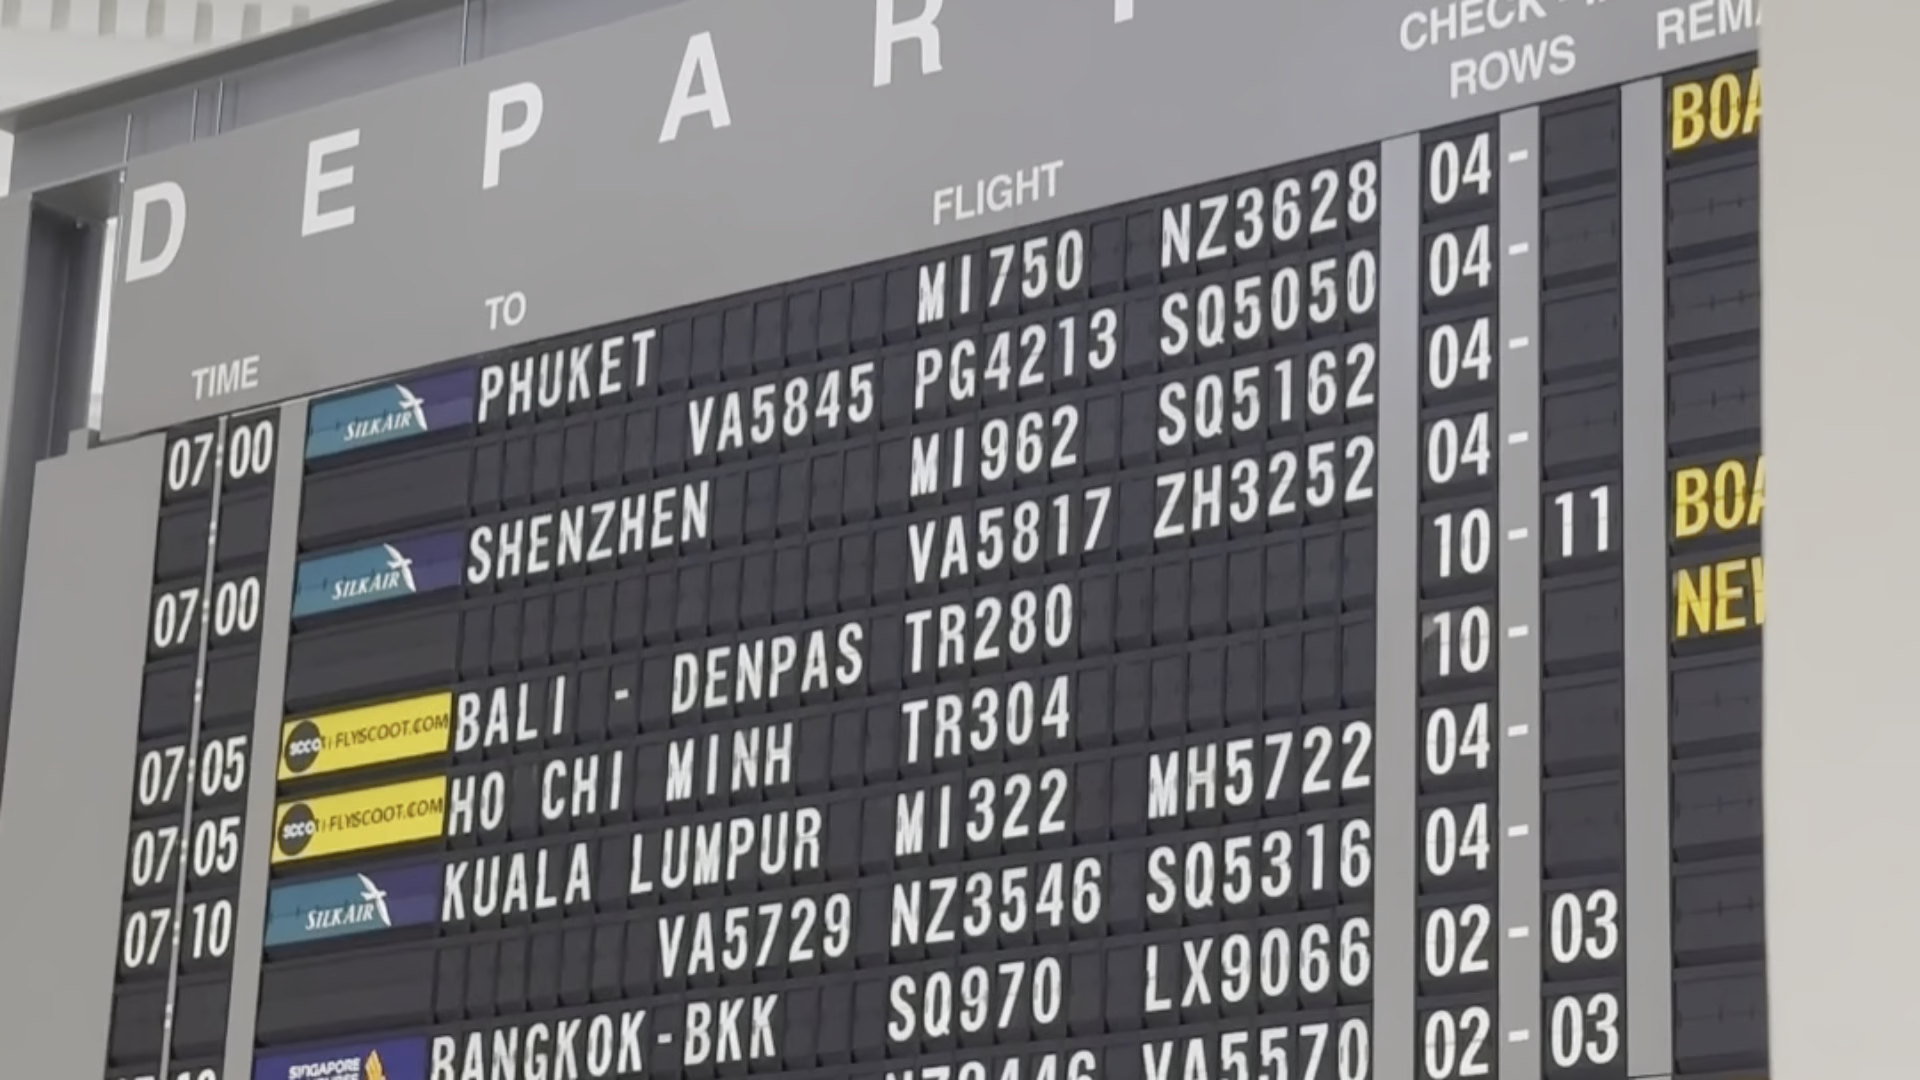 DEPAR
TIME TO FLIGHT CHECK- ROWS REMA
07:00 SILKAIR PHUKET MI750 NZ3628 04- BOA
: VA5845 PG4213 SQ5050 04-
07:00 SILKAIR SHENZHEN MI962 SQ5162 04-
: VA5817 ZH3252 04-
07:05 FLYSCOOT.COM BALI - DENPAS TR280 10-11 BOA
07:05 FLYSCOOT.COM HO CHI MINH TR304 10- NEW
07:10 SILKAIR KUALA LUMPUR MI322 MH5722 04-
: VA5729 NZ3546 SQ5316 04-
SINGAPORE BANGKOK-BKK SQ970 LX9066 02-03
VA5570 02-03